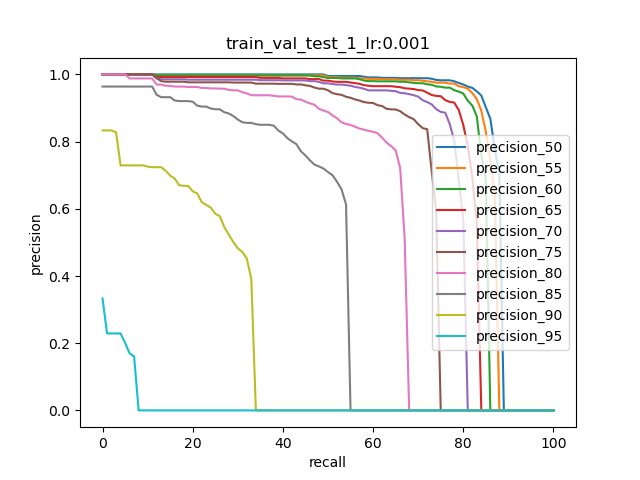 train_val_test_1_lr:0.001
precision
1.0
0.8
0.6
0.4
0.2
0.0
precision_50
precision_55
precision_60
precision_65
precision_70
precision_75
precision_80
precision_85
precision_90
precision_95
0 20 40 60 80 100
recall